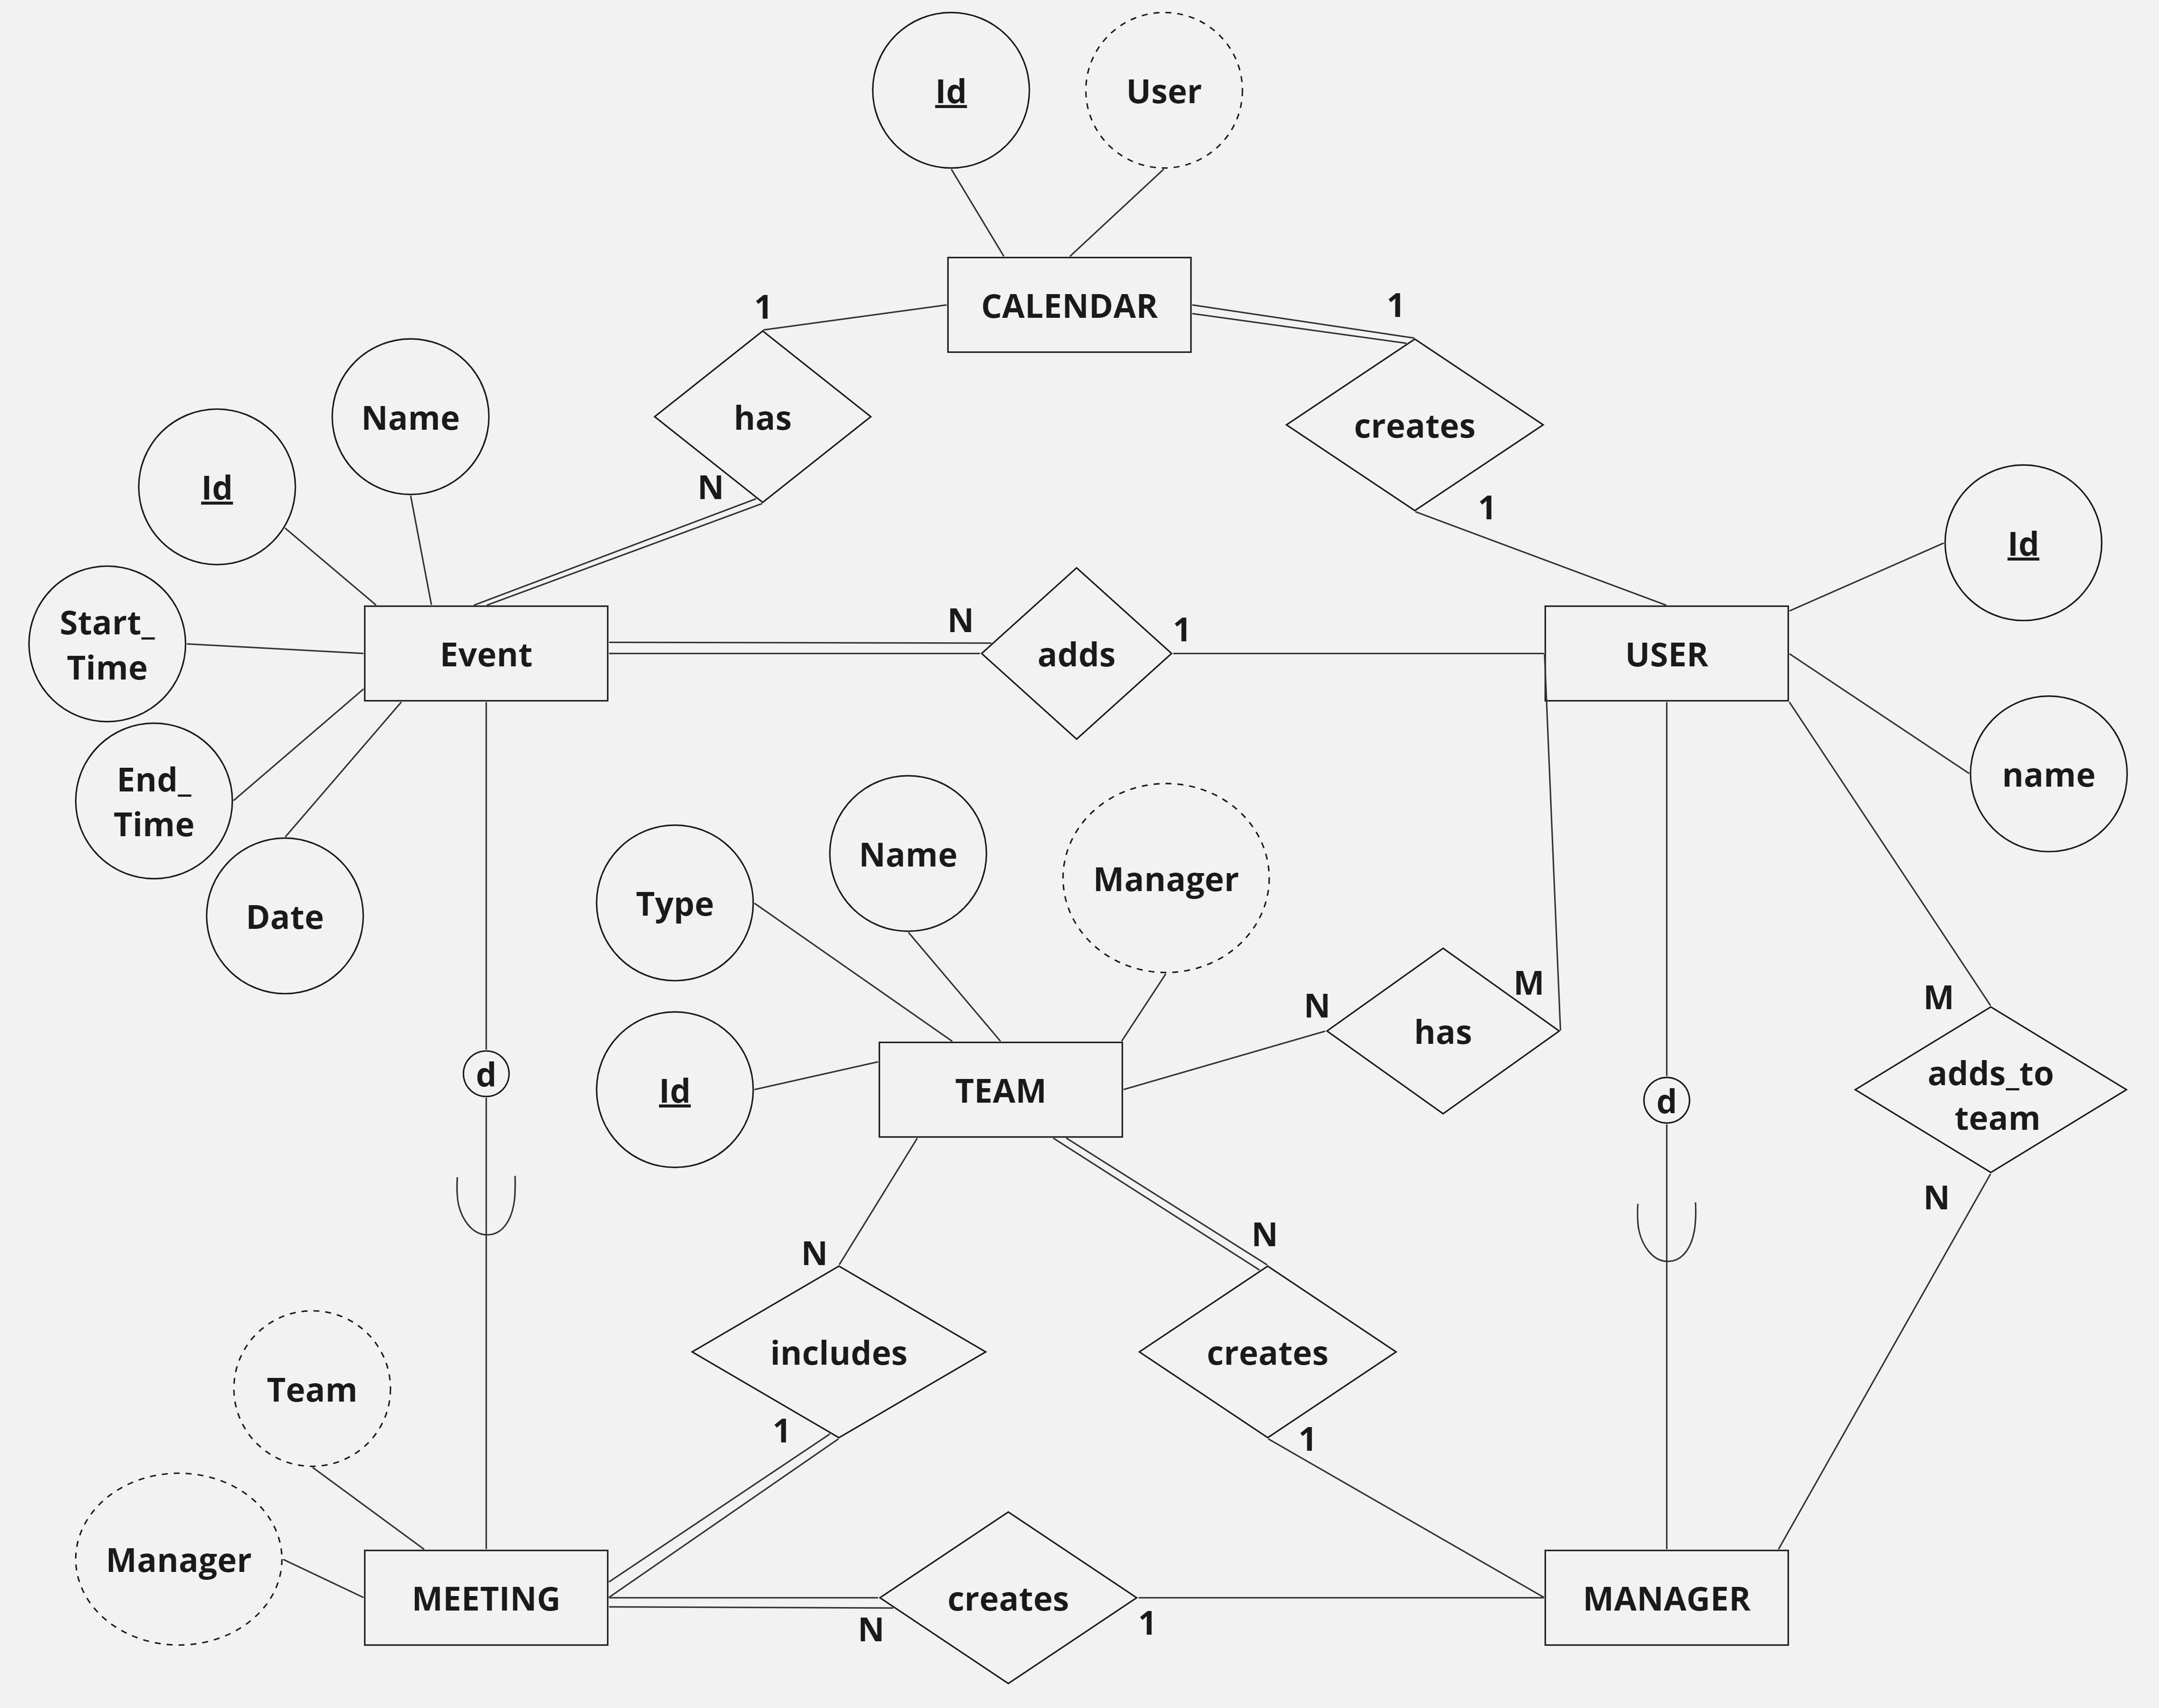 Id
User
CALENDAR
1
1
has
creates
N
1
Name
Id
Start_
Time
End_
Time
Date
Event
N
adds
1
USER
Id
name
Type
Name
Manager
Id
TEAM
N
has
M
M
adds_to
team
N
d
d
N
includes
1
N
creates
1
Team
Manager
MEETING
N
creates
1
MANAGER